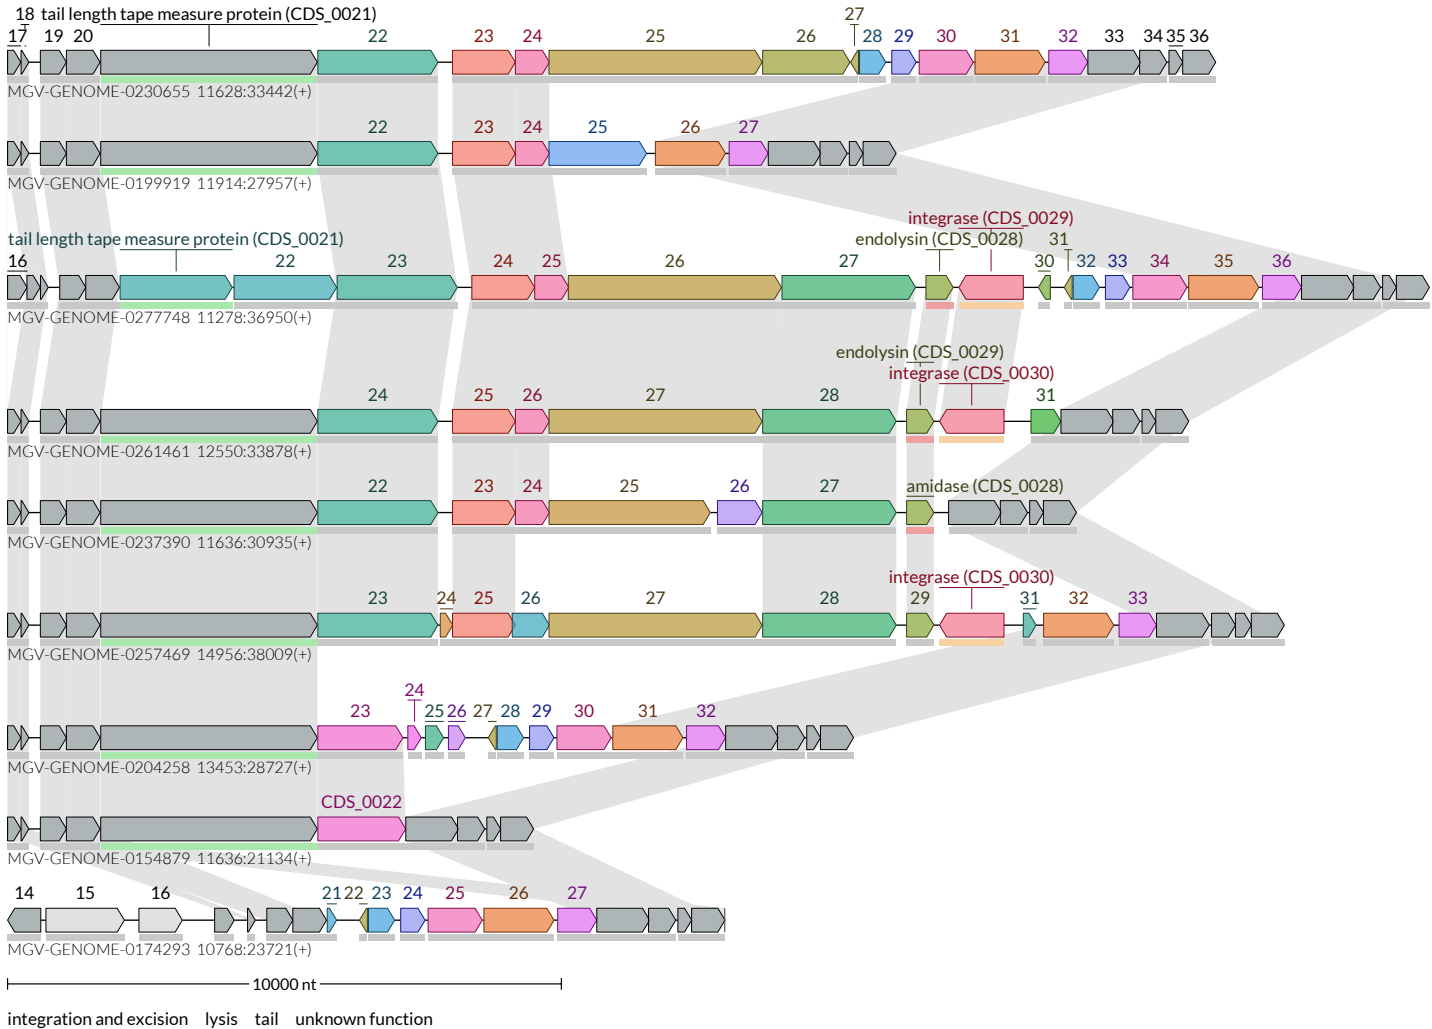 18 tail length tape measure protein (CDS_0021) 27
17 19 20 22 23 24 25 26 28 29 30 31 32 33 34 35 36
MGV-GENOME-0230655 11628:33442(+)
22 23 24 25 26 27
MGV-GENOME-0199919 11914:27957(+)
integrase (CDS_0029)
tail length tape measure protein (CDS_0021) endolysin (CDS_0028) 31
16 22 23 24 25 26 27 30 32 33 34 35 36
MGV-GENOME-0277748 11278:36950(+)
endolysin (CDS_0029)
integrase (CDS_0030)
24 25 26 27 28 31
MGV-GENOME-0261461 12550:33878(+)
22 23 24 25 26 27 amidase (CDS_0028)
MGV-GENOME-0237390 11636:30935(+)
integrase (CDS_0030)
23 24 25 26 27 28 29 31 32 33
MGV-GENOME-0257469 14956:38009(+)
24
23 25 26 27 28 29 30 31 32
MGV-GENOME-0204258 13453:28727(+)
CDS_0022
MGV-GENOME-0154879 11636:21134(+)
14 15 16 21 22 23 24 25 26 27
MGV-GENOME-0174293 10768:23721(+)
10000 nt
integration and excision lysis tail unknown function